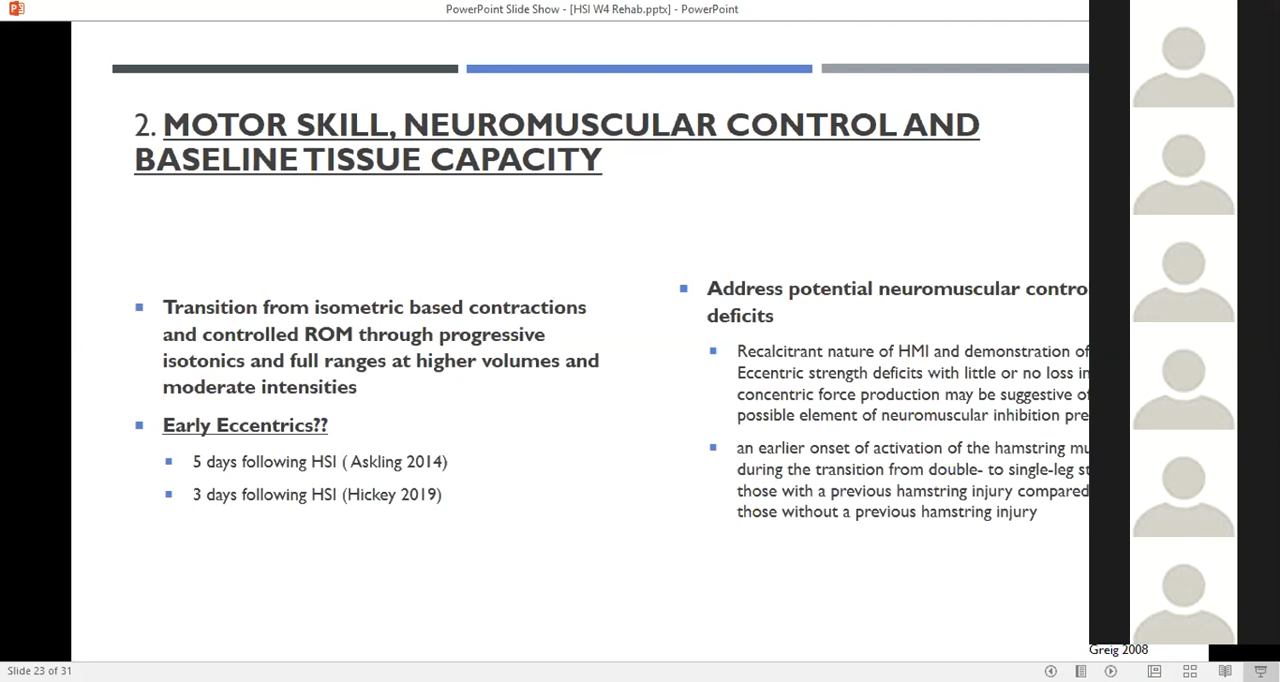 PowerPoint Slide Show - [HSI W4 Rehab.pptx] - PowerPoint
2. MOTOR SKILL, NEUROMUSCULAR CONTROL AND
BASELINE TISSUE CAPACITY
Transition from isometric based contractions
and controlled ROM through progressive
isotonics and full ranges at higher volumes and
moderate intensities
Early Eccentrics??
5 days following HSI ( Askling 2014)
3 days following HSI (Hickey 2019)
Address potential neuromuscular contro
deficits
Recalcitrant nature of HMI and demonstration of
Eccentric strength deficits with little or no loss in
concentric force production may be suggestive of
possible element of neuromuscular inhibition pre
an earlier onset of activation of the hamstring mu
during the transition from double- to single-leg st
those with a previous hamstring injury compared
those without a previous hamstring injury
Greig 2008
Slide 23 of 31